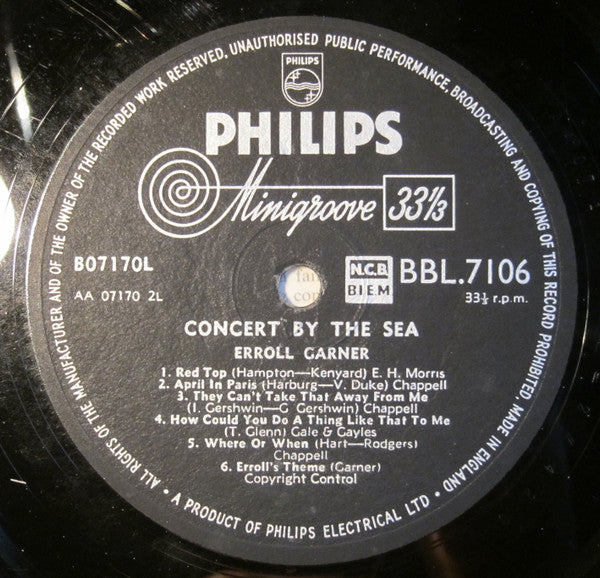 ALL RIGHTS OF THE MANUFACTURER AND OF THE OWNER OF THE RECORDED WORK RESERVED. UNAUTHORISED PUBLIC PERFORMANCE, BROADCASTING AND COPYING OF THIS RECORD PROHIBITED. MADE IN ENGLAND
PHILIPS
PHILIPS
Minigroove 33⅓
B07170L
N.C.B. BBL.7106
AA 07170 2L
BIEM
33⅓ r.p.m.
CONCERT BY THE SEA
ERROLL GARNER
1. Red Top (Hampton—Kenyard) E. H. Morris
2. April In Paris (Harburg—V. Duke) Chappell
3. They Can't Take That Away From Me
(I. Gershwin—G Gershwin) Chappell
4. How Could You Do A Thing Like That To Me
(T. Glenn) Gale & Gayles
5. Where Or When (Hart—Rodgers)
Chappell
6. Erroll's Theme (Garner)
Copyright Control
• A PRODUCT OF PHILIPS ELECTRICAL LTD •